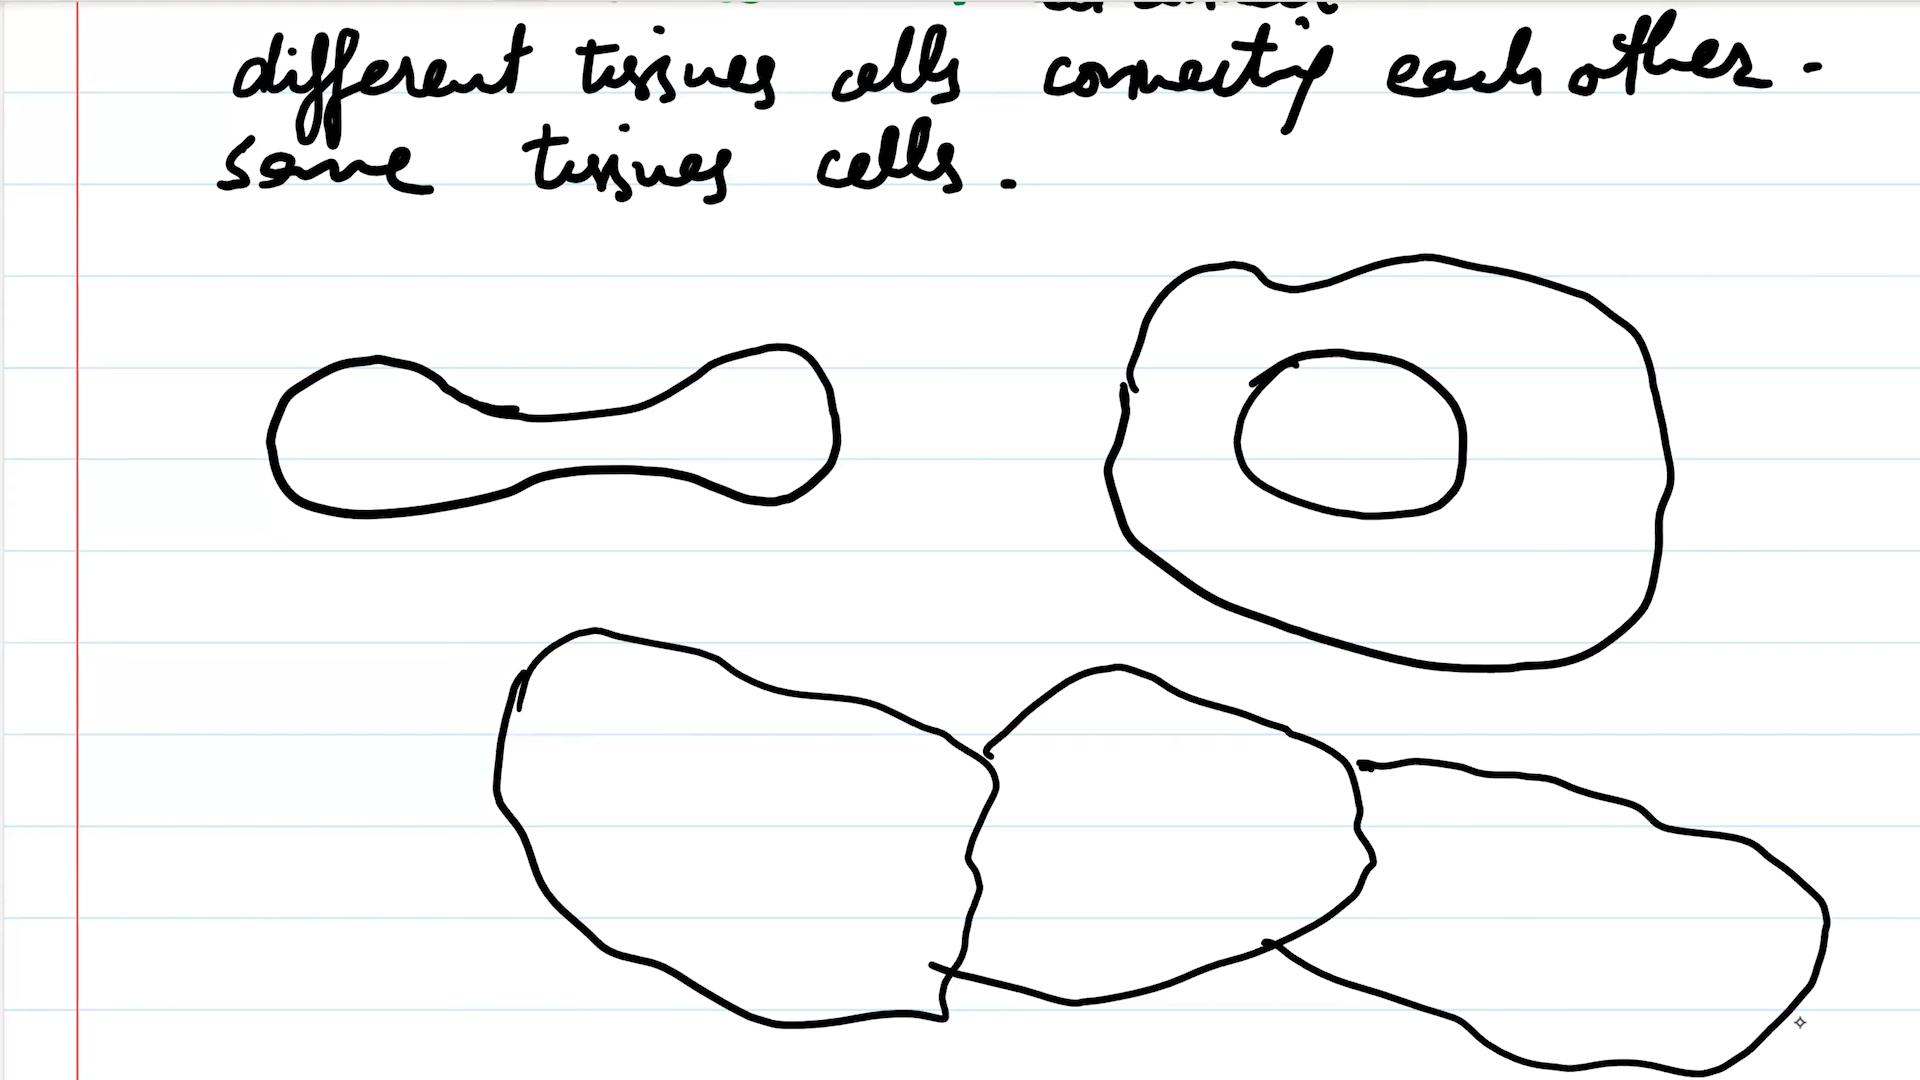 different tissues cells connecting each other.
same tissues cells.